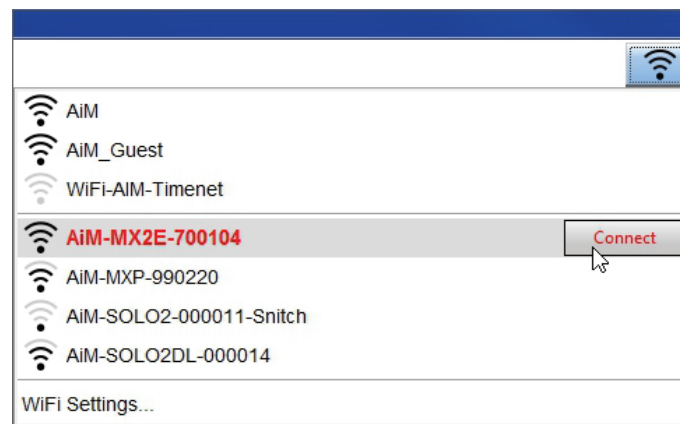 AiM
AiM_Guest
WiFi-AIM-Timenet
AiM-MX2E-700104 Connect
AiM-MXP-990220
AiM-SOLO2-000011-Snitch
AiM-SOLO2DL-000014
WiFi Settings...